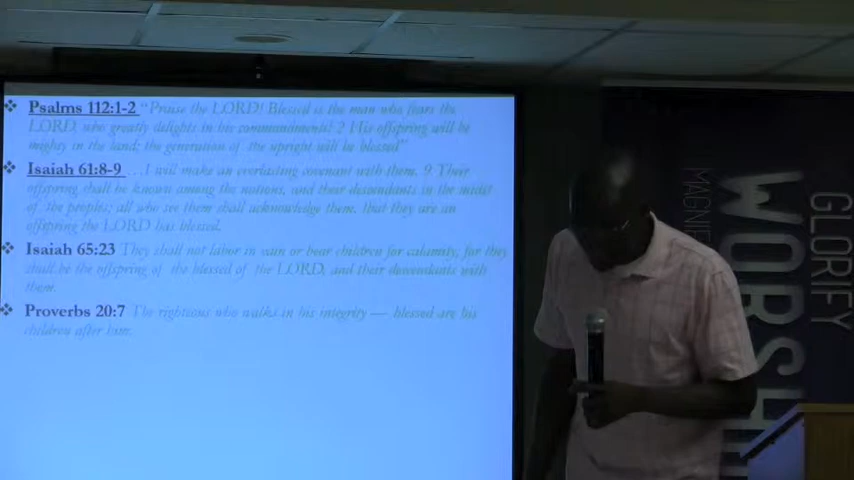 Psalms 112:1-2 "Praise the LORD! Blessed is the man who fears the
LORD, who greatly delights in his commandments! 2 His offspring will be
mighty in the land; the generation of the upright will be blessed"
Isaiah 61:8-9 ...I will make an everlasting covenant with them. 9 Their
offspring shall be known among the nations, and their descendants in the midst
of the peoples; all who see them shall acknowledge them, that they are an
offspring the LORD has blessed.
Isaiah 65:23 They shall not labor in vain or bear children for calamity, for they
shall be the offspring of the blessed of the LORD, and their descendants with
them.
Proverbs 20:7 The righteous who walks in his integrity — blessed are his
children after him.
WORSH
GLORIFY